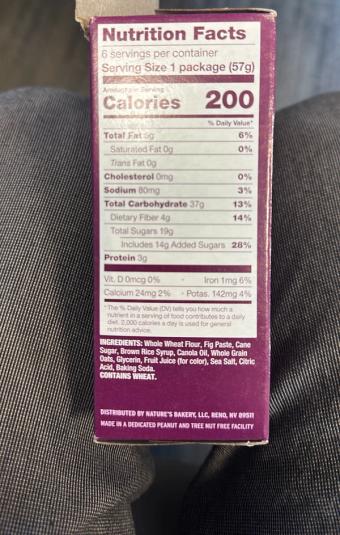 Nutrition Facts
6 servings per container
Serving Size 1 package (57g)
Amount per Serving
Calories 200
% Daily Value*
Total Fat 5g 6%
Saturated Fat 0g 0%
Trans Fat 0g
Cholesterol 0mg 0%
Sodium 80mg 3%
Total Carbohydrate 37g 13%
Dietary Fiber 4g 14%
Total Sugars 19g
Includes 14g Added Sugars 28%
Protein 3g
Vit. D 0mcg 0% • Iron 1mg 6%
Calcium 24mg 2% • Potas. 142mg 4%
*The % Daily Value (DV) tells you how much a
nutrient in a serving of food contributes to a daily
diet. 2,000 calories a day is used for general
nutrition advice.
INGREDIENTS: Whole Wheat Flour, Fig Paste, Cane
Sugar, Brown Rice Syrup, Canola Oil, Whole Grain
Oats, Glycerin, Fruit Juice (for color), Sea Salt, Citric
Acid, Baking Soda.
CONTAINS WHEAT.
DISTRIBUTED BY NATURE'S BAKERY, LLC, RENO, NV 89511
MADE IN A DEDICATED PEANUT AND TREE NUT FREE FACILITY